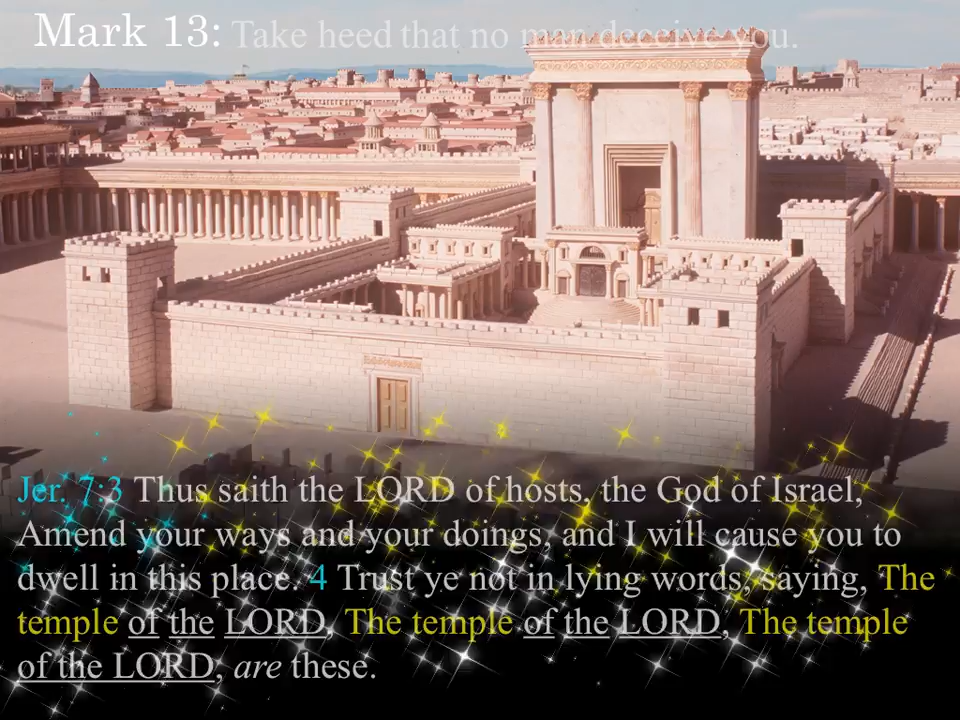 Mark 13: Take heed that no man deceive you.
Jer. 7:3 Thus saith the LORD of hosts, the God of Israel,
Amend your ways and your doings, and I will cause you to
dwell in this place. 4 Trust ye not in lying words, saying, The
temple of the LORD, The temple of the LORD, The temple
of the LORD, are these.